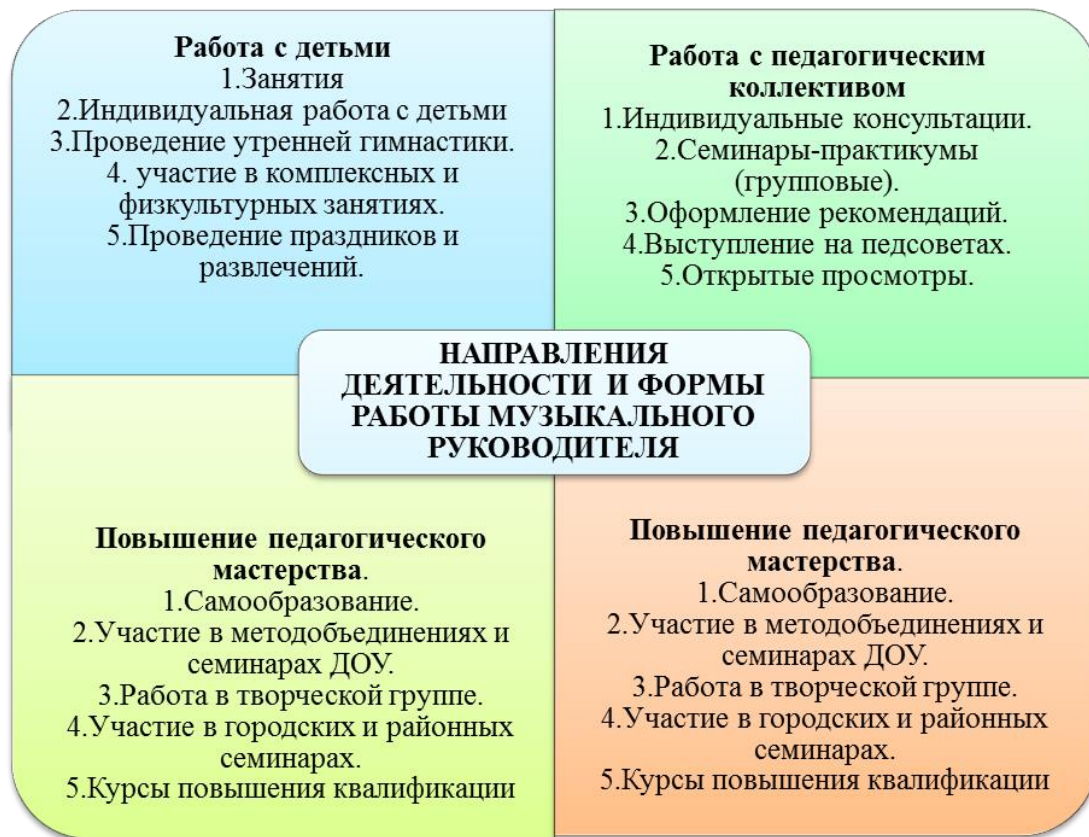 Работа с детьми
1.Занятия
2.Индивидуальная работа с детьми
3.Проведение утренней гимнастики.
4. участие в комплексных и
физкультурных занятиях.
5.Проведение праздников и
развлечений.
Работа с педагогическим
коллективом
1.Индивидуальные консультации.
2.Семинары-практикумы
(групповые).
3.Оформление рекомендаций.
4.Выступление на педсоветах.
5.Открытые просмотры.
НАПРАВЛЕНИЯ
ДЕЯТЕЛЬНОСТИ И ФОРМЫ
РАБОТЫ МУЗЫКАЛЬНОГО
РУКОВОДИТЕЛЯ
Повышение педагогического
мастерства.
1.Самообразование.
2.Участие в методобъединениях и
семинарах ДОУ.
3.Работа в творческой группе.
4.Участие в городских и районных
семинарах.
5.Курсы повышения квалификации
Повышение педагогического
мастерства.
1.Самообразование.
2.Участие в методобъединениях и
семинарах ДОУ.
3.Работа в творческой группе.
4.Участие в городских и районных
семинарах.
5.Курсы повышения квалификации